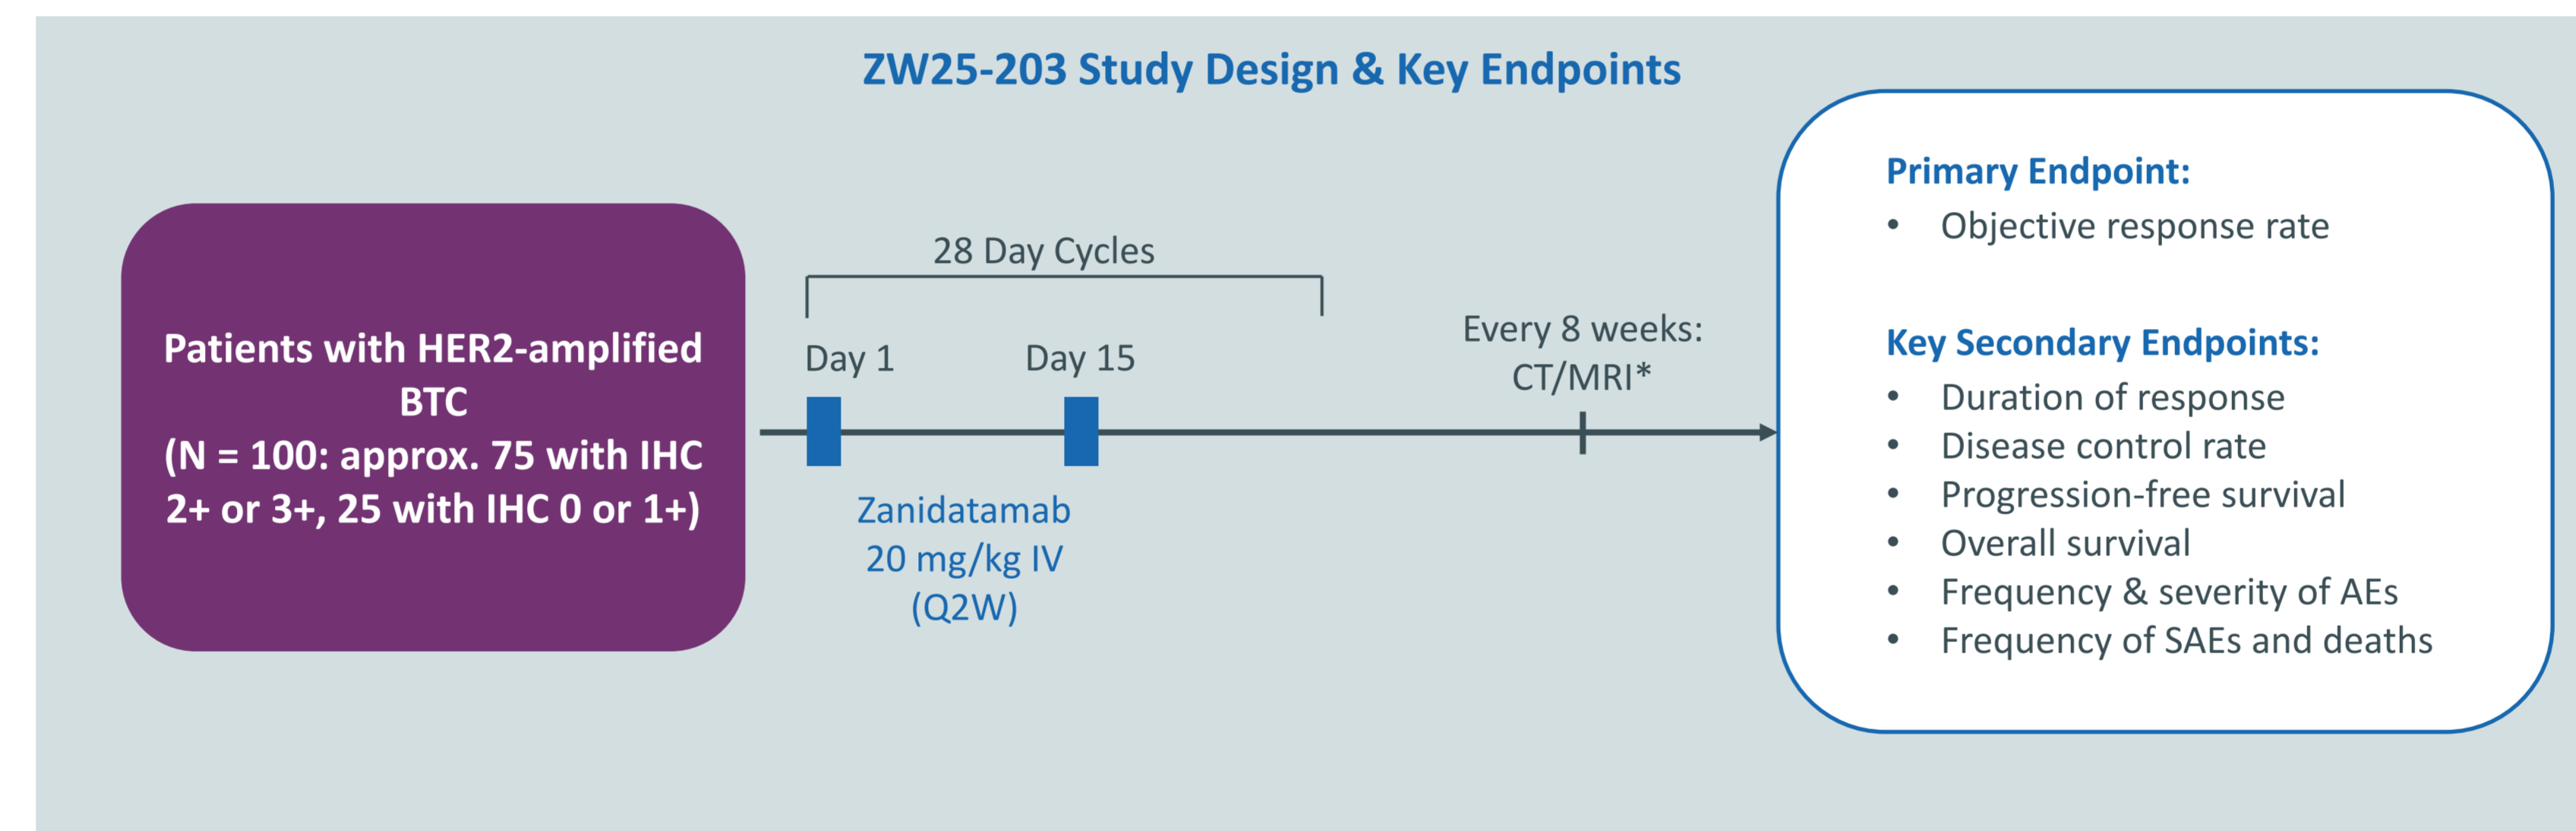 ZW25-203 Study Design & Key Endpoints
Patients with HER2-amplified
BTC
(N = 100: approx. 75 with IHC
2+ or 3+, 25 with IHC 0 or 1+)
28 Day Cycles
Day 1
Day 15
Zanidatamab
20 mg/kg IV
(Q2W)
Every 8 weeks:
CT/MRI*
Primary Endpoint:
• Objective response rate
Key Secondary Endpoints:
• Duration of response
• Disease control rate
• Progression-free survival
• Overall survival
• Frequency & severity of AEs
• Frequency of SAEs and deaths